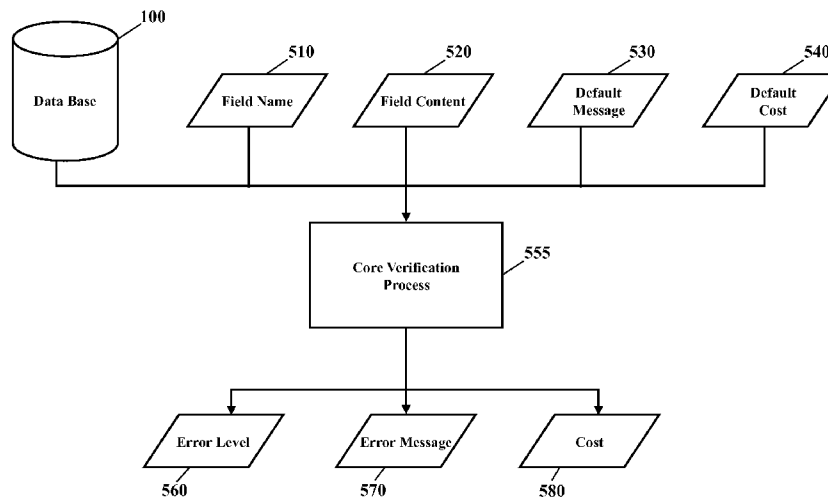 100
510
520
530
540
Data Base
Field Name
Field Content
Default
Message
Default
Cost
Core Verification
Process
555
Error Level
Error Message
Cost
560
570
580